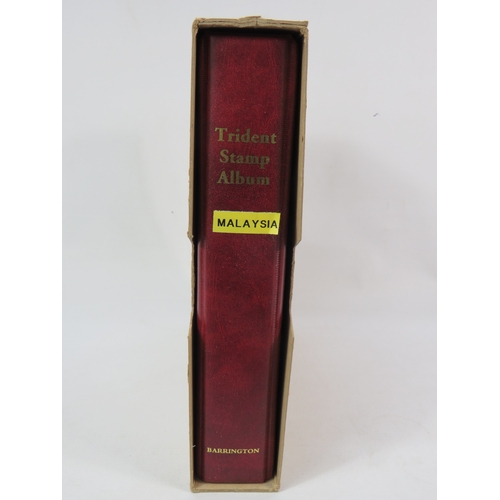 Trident
Stamp
Album
MALAYSIA
BARRINGTON